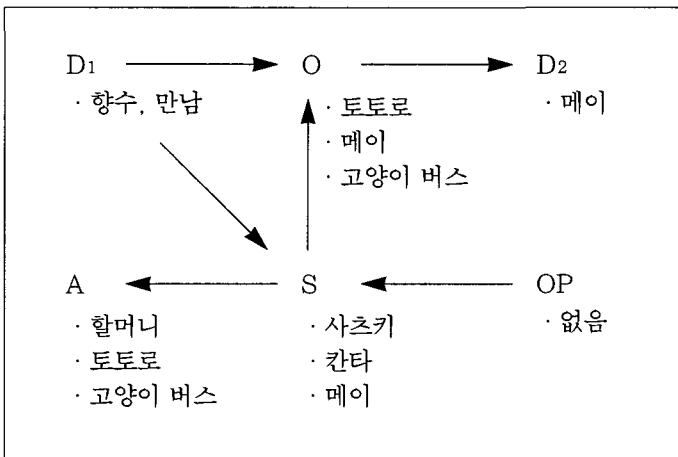 D1 O D2
· 향수, 만남
· 토토로
· 메이
· 고양이 버스
· 메이
A S OP
· 할머니
· 토토로
· 고양이 버스
· 사츠키
· 칸타
· 메이
· 없음